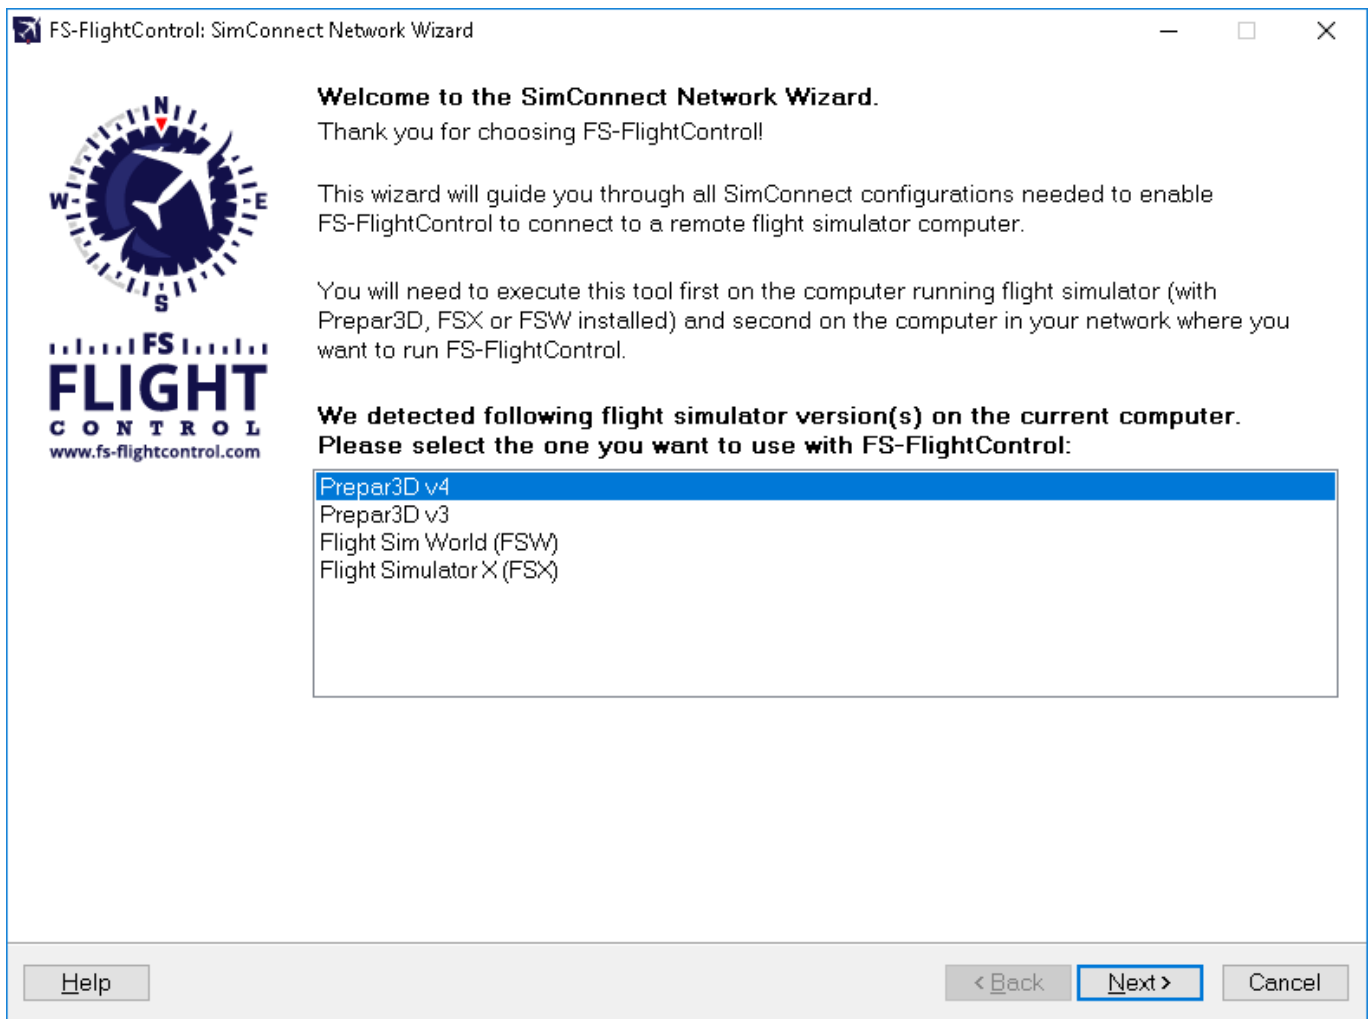 FS-FlightControl: SimConnect Network Wizard
N
W
E
S
FS
FLIGHT
CONTROL
www.fs-flightcontrol.com
Welcome to the SimConnect Network Wizard.
Thank you for choosing FS-FlightControl!
This wizard will guide you through all SimConnect configurations needed to enable
FS-FlightControl to connect to a remote flight simulator computer.
You will need to execute this tool first on the computer running flight simulator (with
Prepar3D, FSX or FSW installed) and second on the computer in your network where you
want to run FS-FlightControl.
We detected following flight simulator version(s) on the current computer.
Please select the one you want to use with FS-FlightControl:
Prepar3D v4
Prepar3D v3
Flight Sim World (FSW)
Flight Simulator X (FSX)
Help
< Back
Next >
Cancel